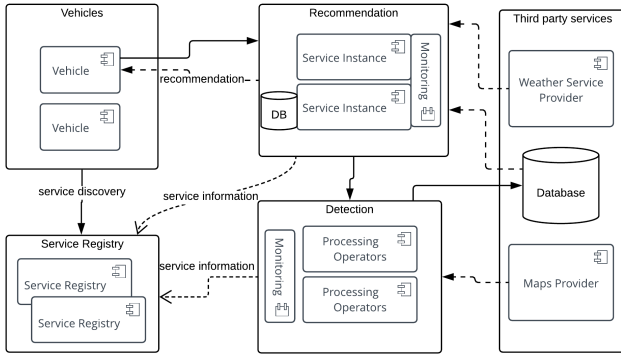 Vehicles
Vehicle
Vehicle
recommendation
Recommendation
Service Instance
Service Instance
DB
Monitoring
Third party services
Weather Service
Provider
Database
Maps Provider
service discovery
service information
service information
Service Registry
Service Registry
Service Registry
Detection
Monitoring
Processing
Operators
Processing
Operators